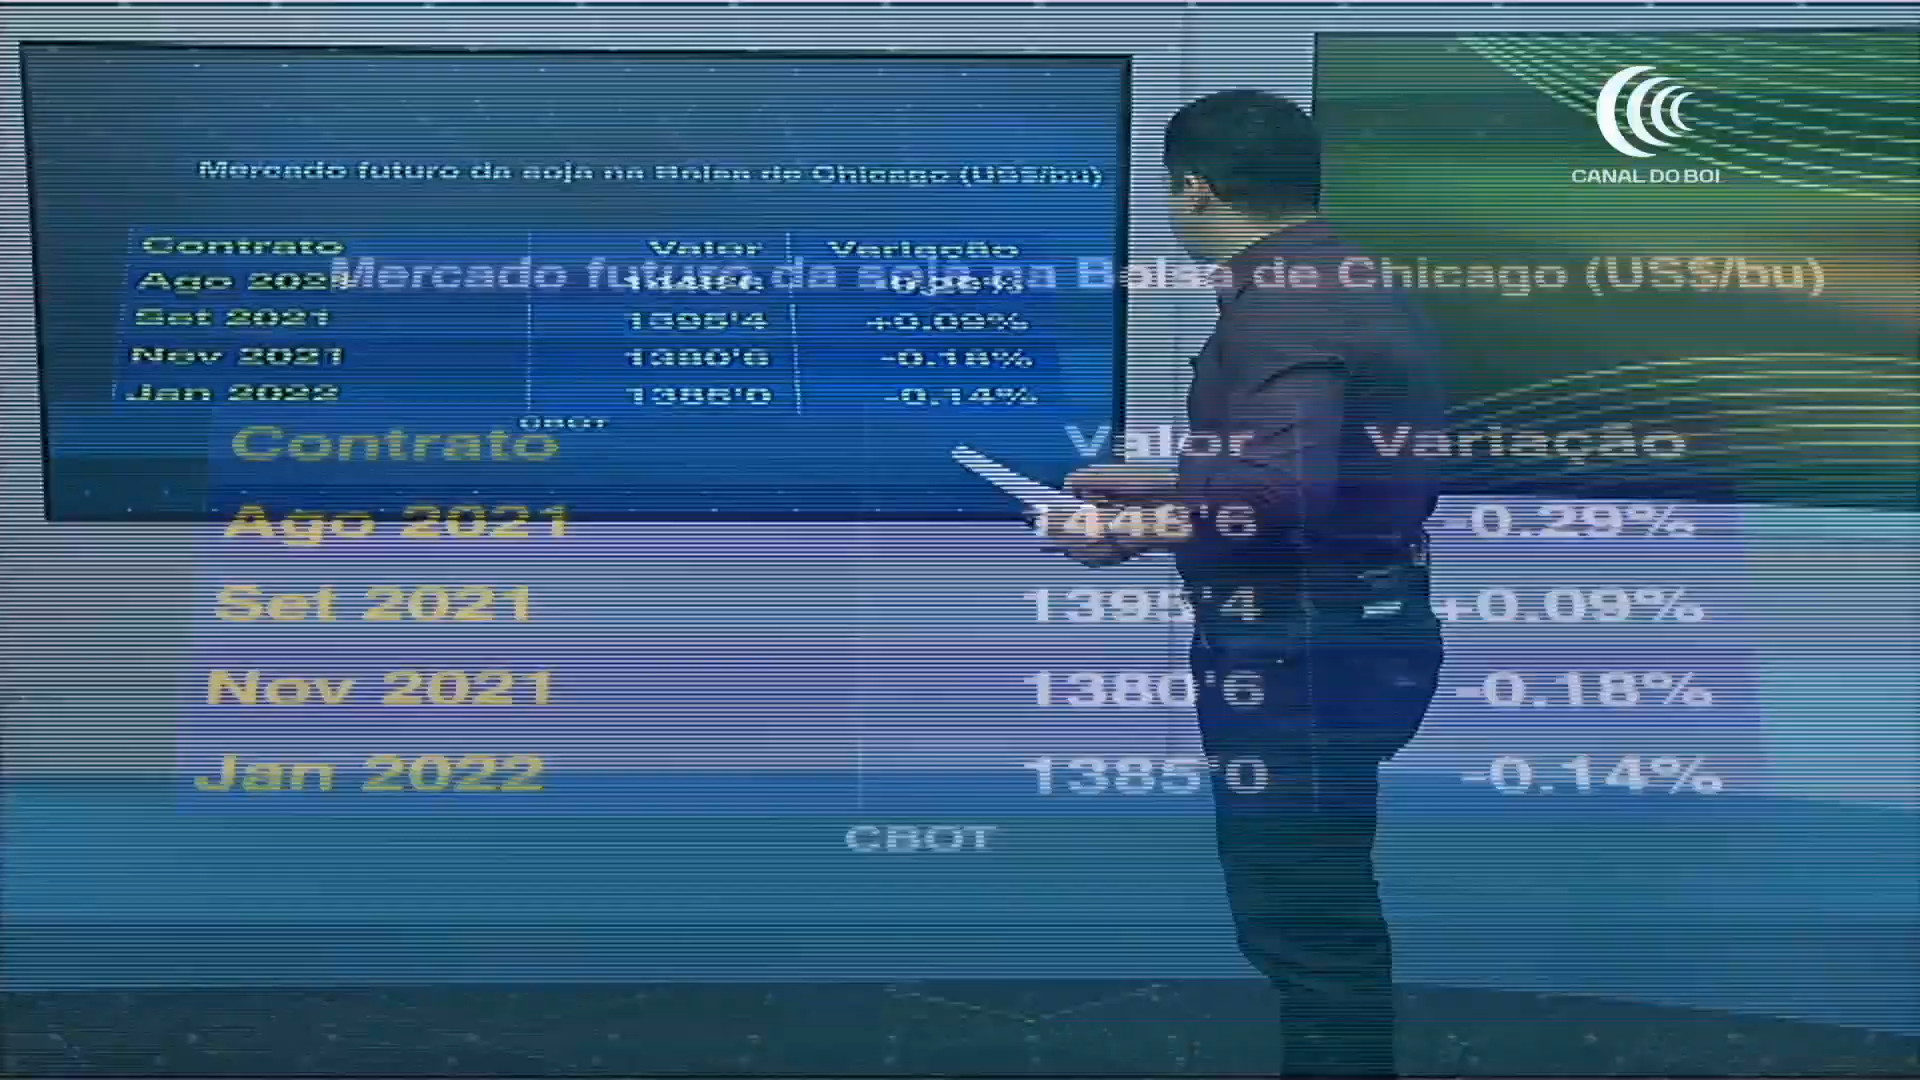 CANAL DO BOI
Mercado futuro da soja na Bolsa de Chicago (US$/bu)
Contrato Valor Variação
Ago 2021
Set 2021 1395'4 +0.09%
Nov 2021 1380'6 -0.18%
Jan 2022 1385'0 -0.14%
CBOT
Mercado futuro da soja na Bolsa de Chicago (US$/bu)
Contrato Valor Variação
Ago 2021 1446'6 -0.29%
Set 2021 1395'4 +0.09%
Nov 2021 1380'6 -0.18%
Jan 2022 1385'0 -0.14%
CBOT